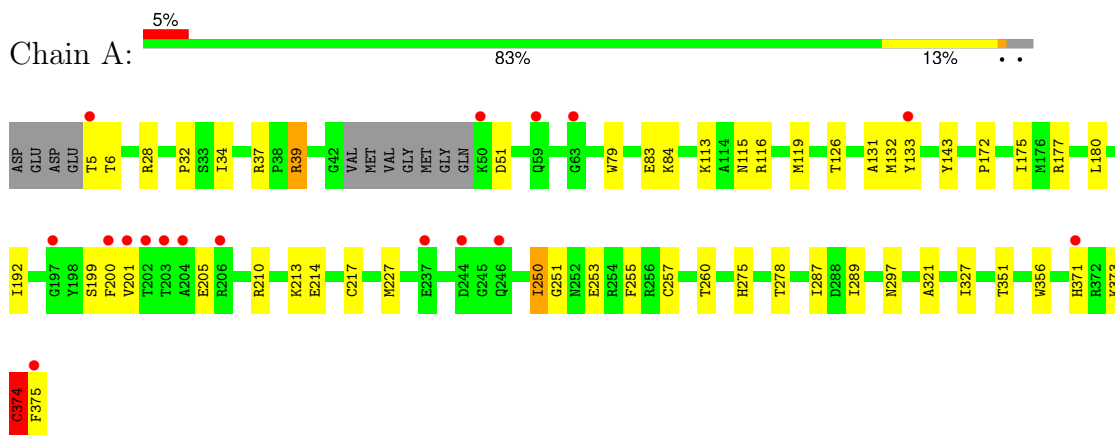 5%
Chain A:
83% 13% • •
ASP GLU ASP GLU T5 T6 R28 P32 S33 I34 R37 P38 R39 G42 VAL MET VAL GLY MET GLY GLN K50 D51 Q59 G63 W79 E83 K84 K113 A114 N115 R116 M119 T126 A131 M132 Y133 Y143 P172 I175 M176 R177 L180
I192 G197 Y198 S199 F200 V201 T202 T203 A204 E205 R206 R210 K213 E214 C217 M227 E237 D244 G245 Q246 I250 G251 N252 E253 R254 F255 R256 C257 T260 H275 T278 I287 D288 I289 N297 A321 I327 T351 W356 H371 R372 K373
C374 F375